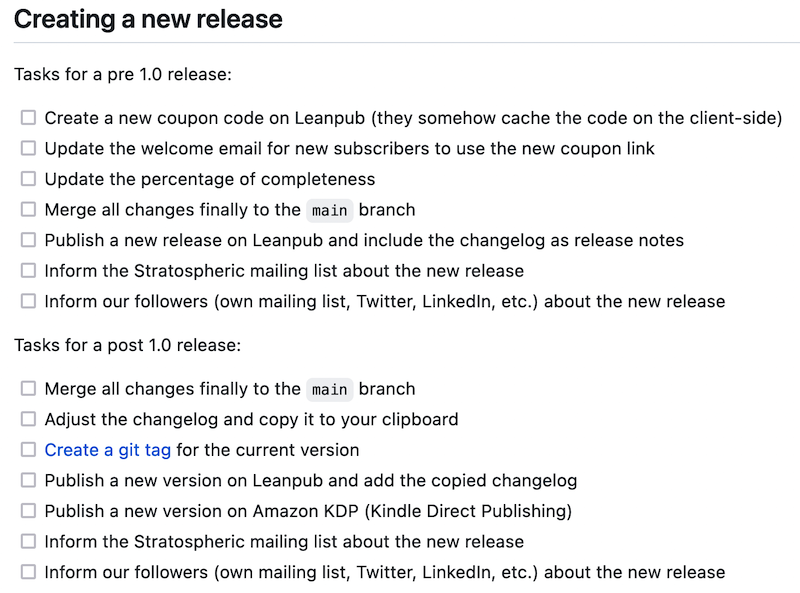 Creating a new release
Tasks for a pre 1.0 release:
Create a new coupon code on Leanpub (they somehow cache the code on the client-side)
Update the welcome email for new subscribers to use the new coupon link
Update the percentage of completeness
Merge all changes finally to the main branch
Publish a new release on Leanpub and include the changelog as release notes
Inform the Stratospheric mailing list about the new release
Inform our followers (own mailing list, Twitter, LinkedIn, etc.) about the new release
Tasks for a post 1.0 release:
Merge all changes finally to the main branch
Adjust the changelog and copy it to your clipboard
Create a git tag for the current version
Publish a new version on Leanpub and add the copied changelog
Publish a new version on Amazon KDP (Kindle Direct Publishing)
Inform the Stratospheric mailing list about the new release
Inform our followers (own mailing list, Twitter, LinkedIn, etc.) about the new release